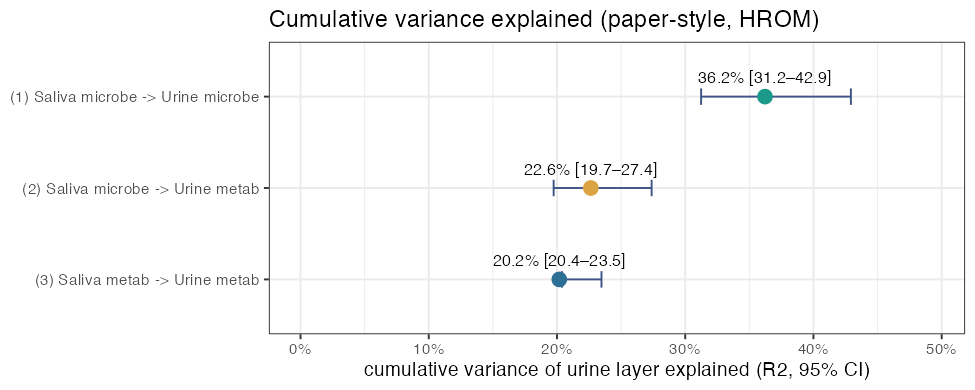 Cumulative variance explained (paper-style, HROM)
36.2% [31.2–42.9]
(1) Saliva microbe -> Urine microbe
22.6% [19.7–27.4]
(2) Saliva microbe -> Urine metab
20.2% [20.4–23.5]
(3) Saliva metab -> Urine metab
0% 10% 20% 30% 40% 50%
cumulative variance of urine layer explained (R2, 95% CI)